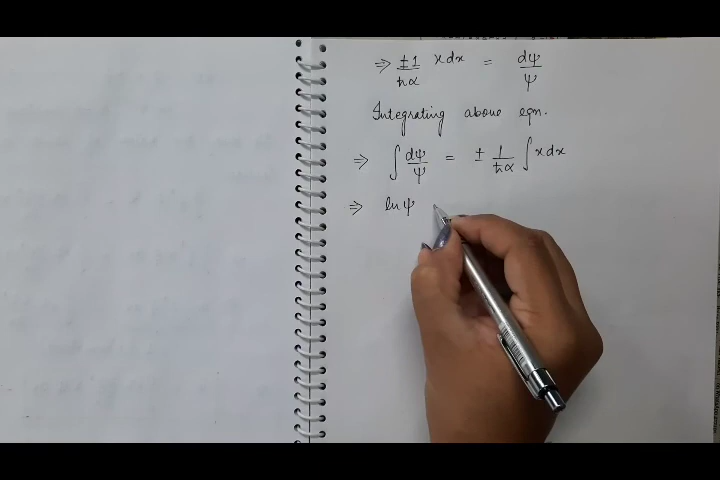 ⇒ ±1/ħα x dx = dψ/ψ
Integrating above eqn.
⇒ ∫ dψ/ψ = ± 1/ħα ∫ x dx
⇒ ln ψ